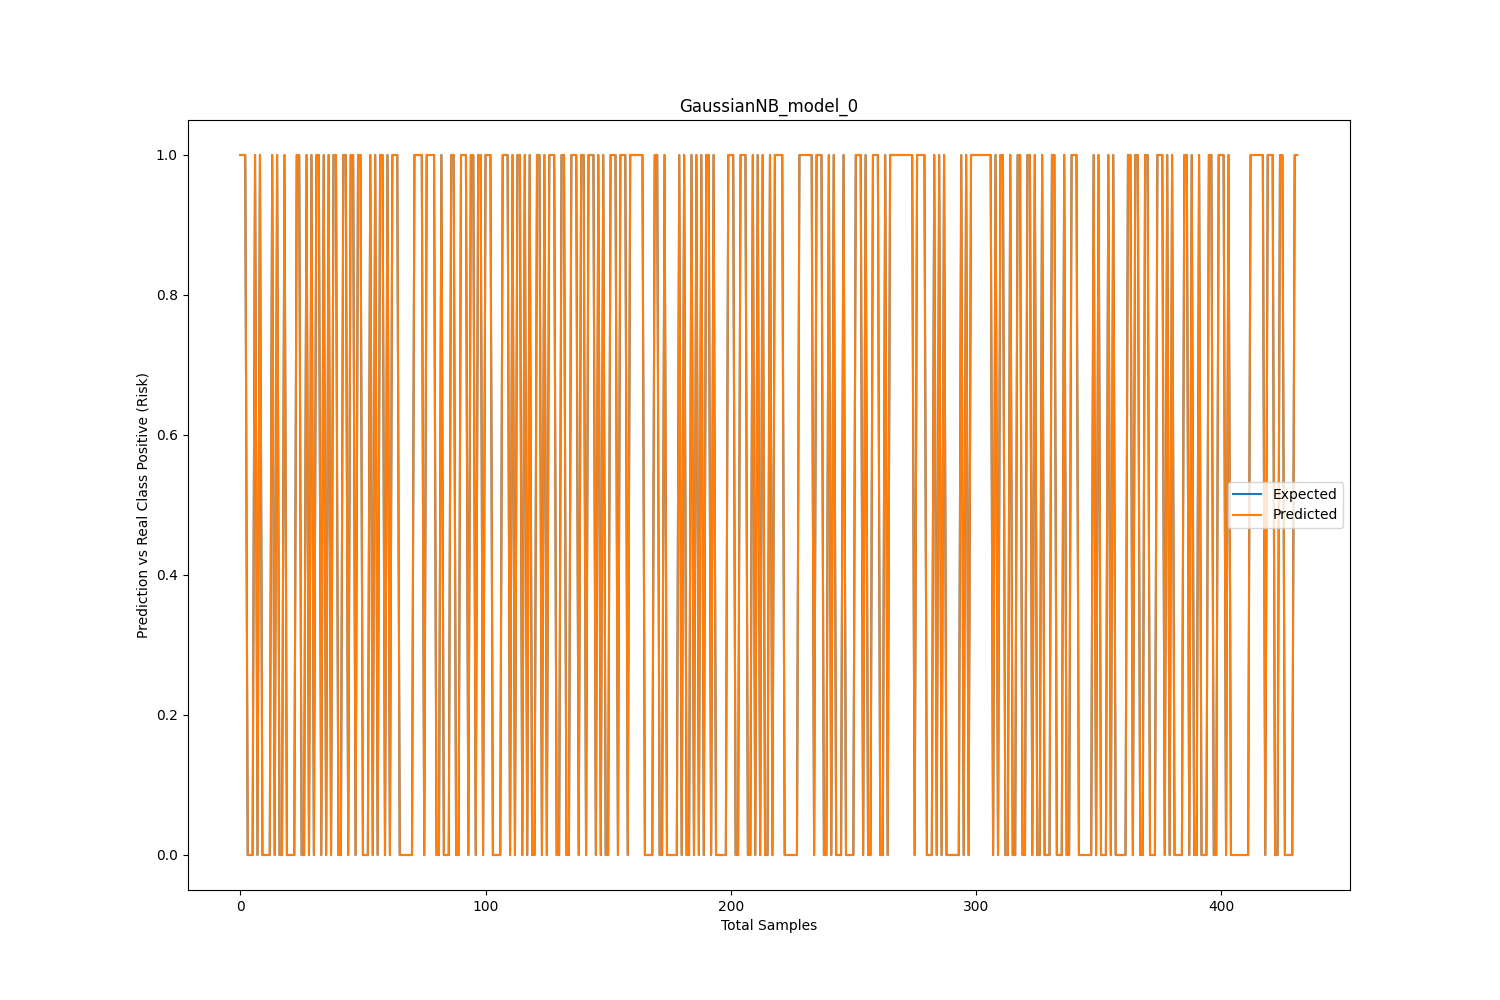 GaussianNB_model_0
1.0
0.8
0.6
0.4
0.2
0.0
Prediction vs Real Class Positive (Risk)
Expected
Predicted
0
100
200
300
400
Total Samples